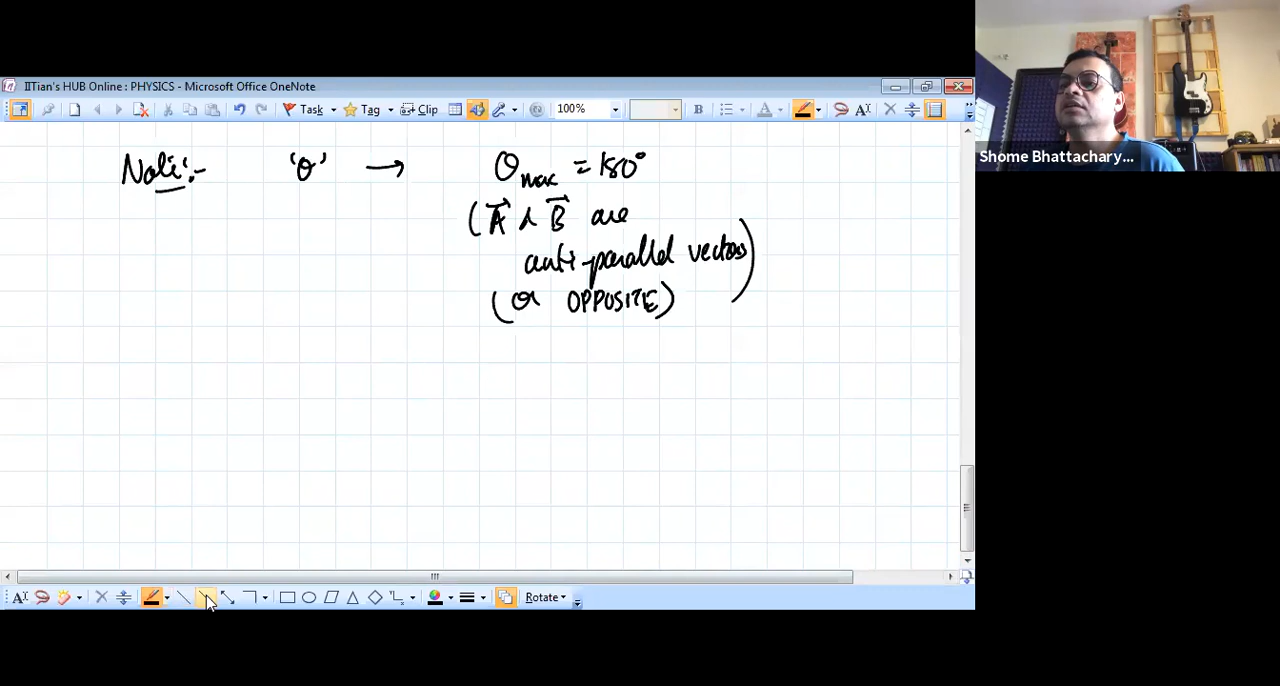 IITian's HUB Online : PHYSICS - Microsoft Office OneNote
Task Tag Clip 100% B A A
Note :- 'θ' → θmax = 180°
(A⃗ & B⃗ are
anti-parallel vectors)
(or OPPOSITE)
A Rotate
Shome Bhattachary...